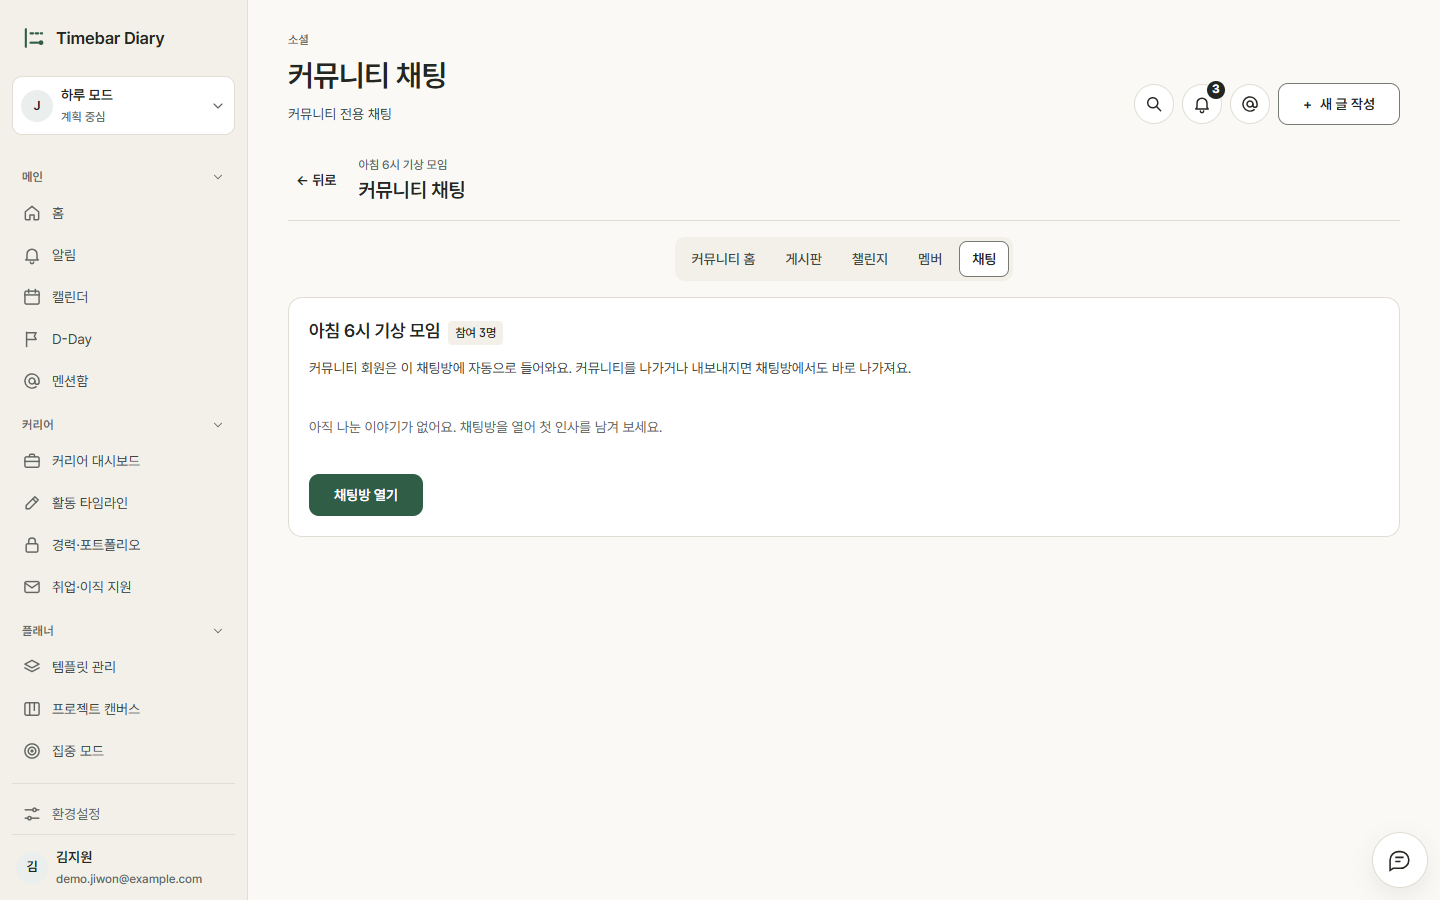 Timebar Diary
J
하루 모드
계획 중심
메인
홈
알림
캘린더
D-Day
멘션함
커리어
커리어 대시보드
활동 타임라인
경력·포트폴리오
취업·이직 지원
플래너
템플릿 관리
프로젝트 캔버스
집중 모드
환경설정
김
김지원
demo.jiwon@example.com
소셜
커뮤니티 채팅
커뮤니티 전용 채팅
3
+ 새 글 작성
← 뒤로
아침 6시 기상 모임
커뮤니티 채팅
커뮤니티 홈 게시판 챌린지 멤버 채팅
아침 6시 기상 모임 참여 3명
커뮤니티 회원은 이 채팅방에 자동으로 들어와요. 커뮤니티를 나가거나 내보내지면 채팅방에서도 바로 나가져요.
아직 나눈 이야기가 없어요. 채팅방을 열어 첫 인사를 남겨 보세요.
채팅방 열기